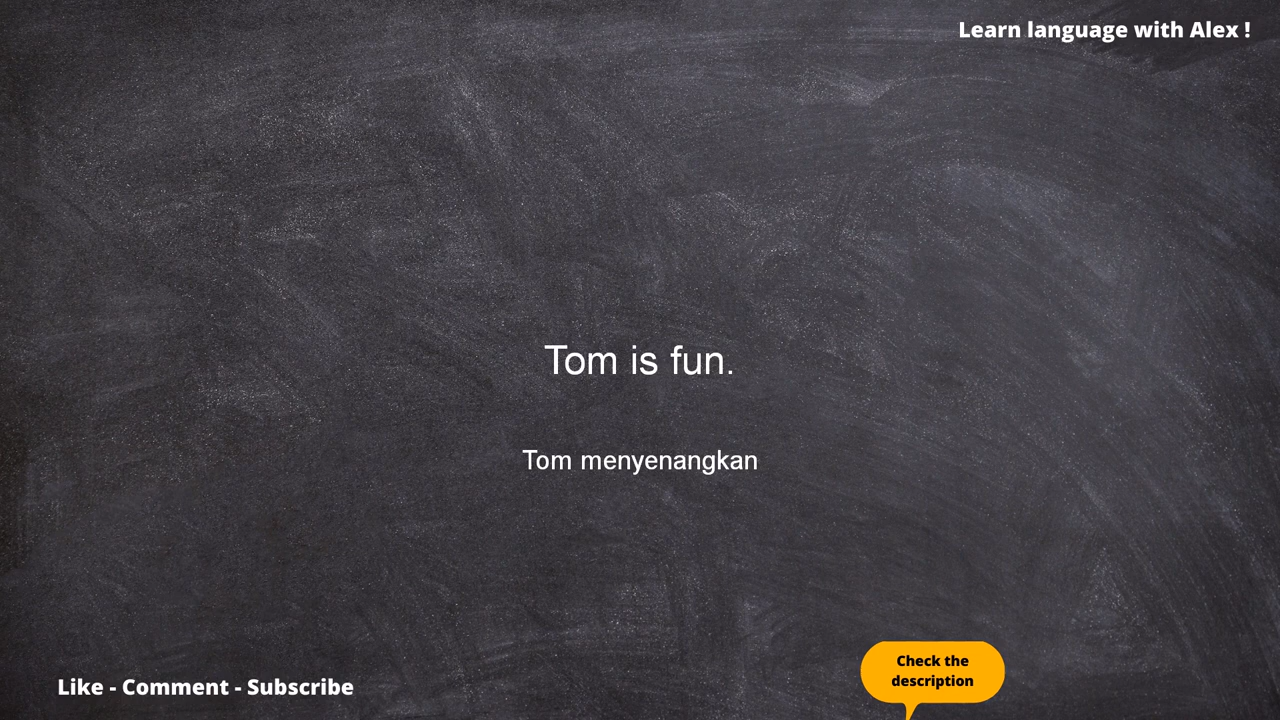 Learn language with Alex !
Tom is fun.
Tom menyenangkan
Check the
description
Like - Comment - Subscribe